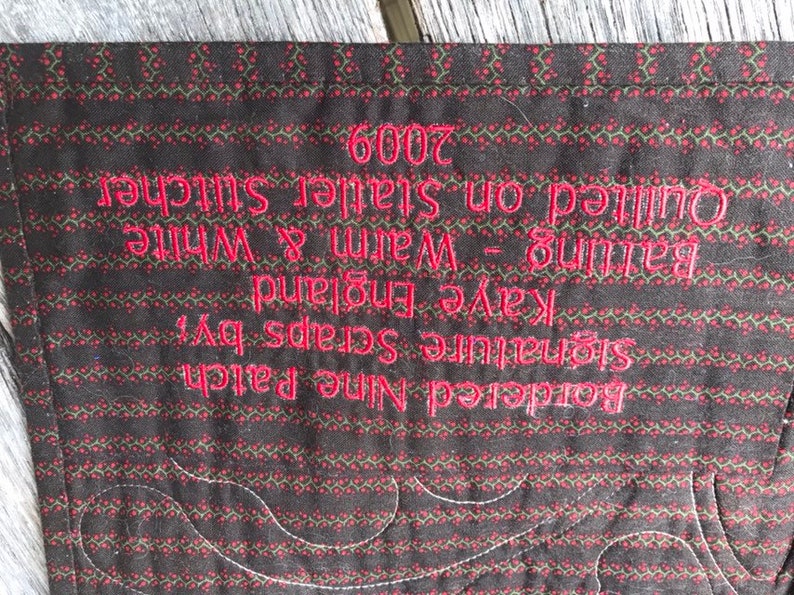 Bordered Nine Patch
Signature Scraps by:
Kaye England
Batting - Warm & White
Quilted on Statler Stitcher
2009